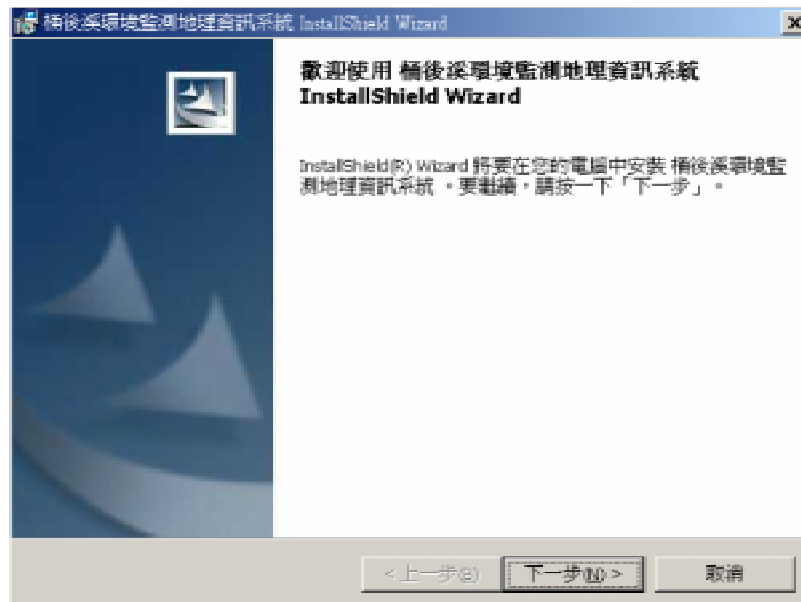 桶後溪環境監測地理資訊系統 InstallShield Wizard
歡迎使用 桶後溪環境監測地理資訊系統
InstallShield Wizard
InstallShield(R) Wizard 將要在您的電腦中安裝 桶後溪環境監
測地理資訊系統 。要繼續，請按一下「下一步」。
<上一步(B)
下一步(N) >
取消